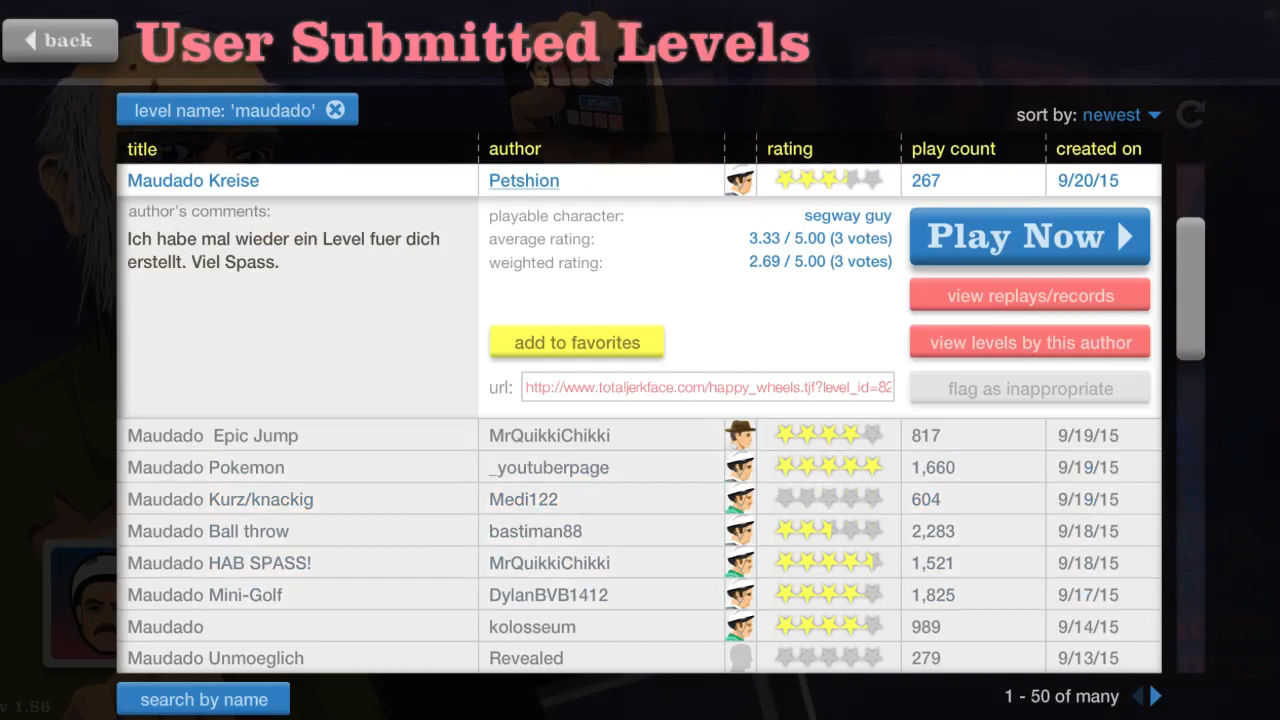 back
User Submitted Levels
level name: 'maudado'
sort by: newest
title author rating play count created on
Maudado Kreise Petshion 267 9/20/15
author's comments:
Ich habe mal wieder ein Level fuer dich
erstellt. Viel Spass.
playable character: segway guy
average rating: 3.33 / 5.00 (3 votes)
weighted rating: 2.69 / 5.00 (3 votes)
add to favorites
url: http://www.totaljerkface.com/happy_wheels.tjf?level_id=82
Play Now
view replays/records
view levels by this author
flag as inappropriate
Maudado Epic Jump MrQuikkiChikki 817 9/19/15
Maudado Pokemon _youtuberpage 1,660 9/19/15
Maudado Kurz/knackig Medi122 604 9/19/15
Maudado Ball throw bastiman88 2,283 9/18/15
Maudado HAB SPASS! MrQuikkiChikki 1,521 9/18/15
Maudado Mini-Golf DylanBVB1412 1,825 9/17/15
Maudado kolosseum 989 9/14/15
Maudado Unmoeglich Revealed 279 9/13/15
search by name
1 - 50 of many
v 1.86